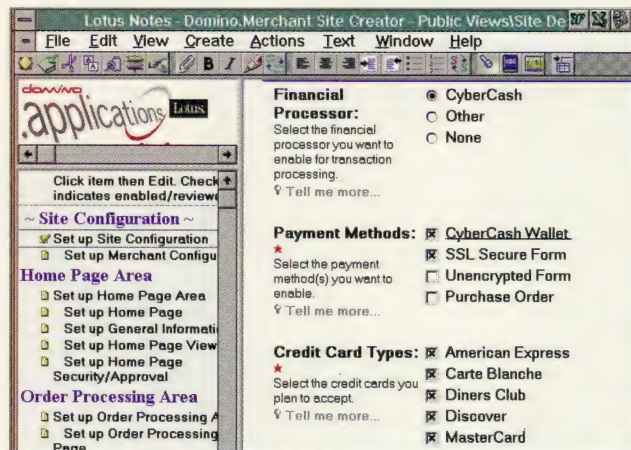 Lotus Notes - Domino.Merchant Site Creator - Public Views\Site De
File Edit View Create Actions Text Window Help
B I
domino
.applications Lotus.
Click item then Edit. Check
indicates enabled/review
~ Site Configuration ~
Set up Site Configuration
Set up Merchant Configu
Home Page Area
Set up Home Page Area
Set up Home Page
Set up General Informati
Set up Home Page View
Set up Home Page
Security/Approval
Order Processing Area
Set up Order Processing A
Set up Order Processing
Page
Financial
Processor:
Select the financial
processor you want to
enable for transaction
processing.
Tell me more...
CyberCash
Other
None
Payment Methods:
*
Select the payment
method(s) you want to
enable.
Tell me more...
CyberCash Wallet
SSL Secure Form
Unencrypted Form
Purchase Order
Credit Card Types:
*
Select the credit cards you
plan to accept.
Tell me more...
American Express
Carte Blanche
Diners Club
Discover
MasterCard